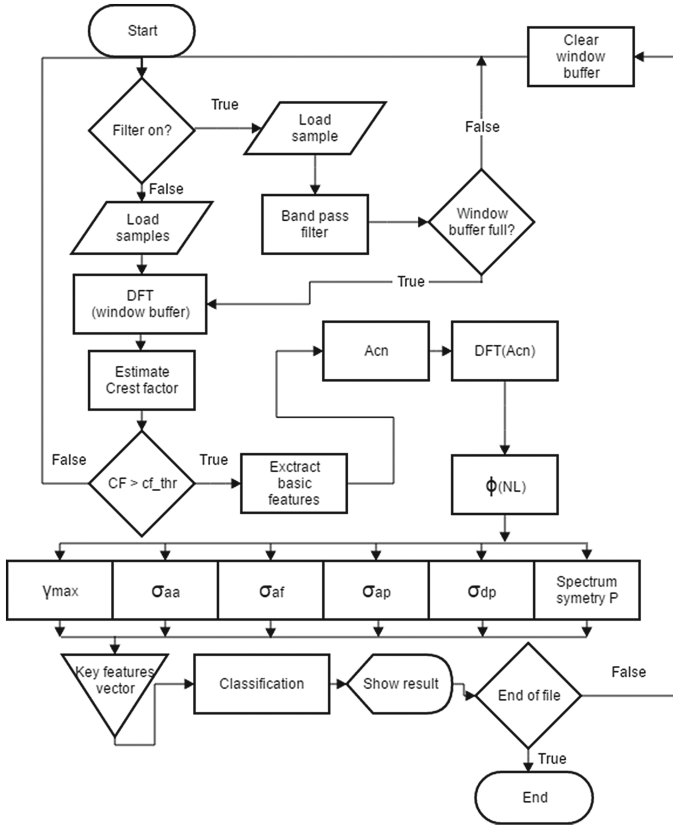 Start
Clear
window
buffer
True
Filter on?
Load
sample
False
False
Load
samples
Band pass
filter
Window
buffer full?
True
DFT
(window buffer)
Acn
DFT(Acn)
Estimate
Crest factor
False
True
CF > cf_thr
Exctract
basic
features
ϕ(NL)
γmax
σaa
σaf
σap
σdp
Spectrum
symetry P
Key features
vector
Classification
Show result
End of file
False
True
End